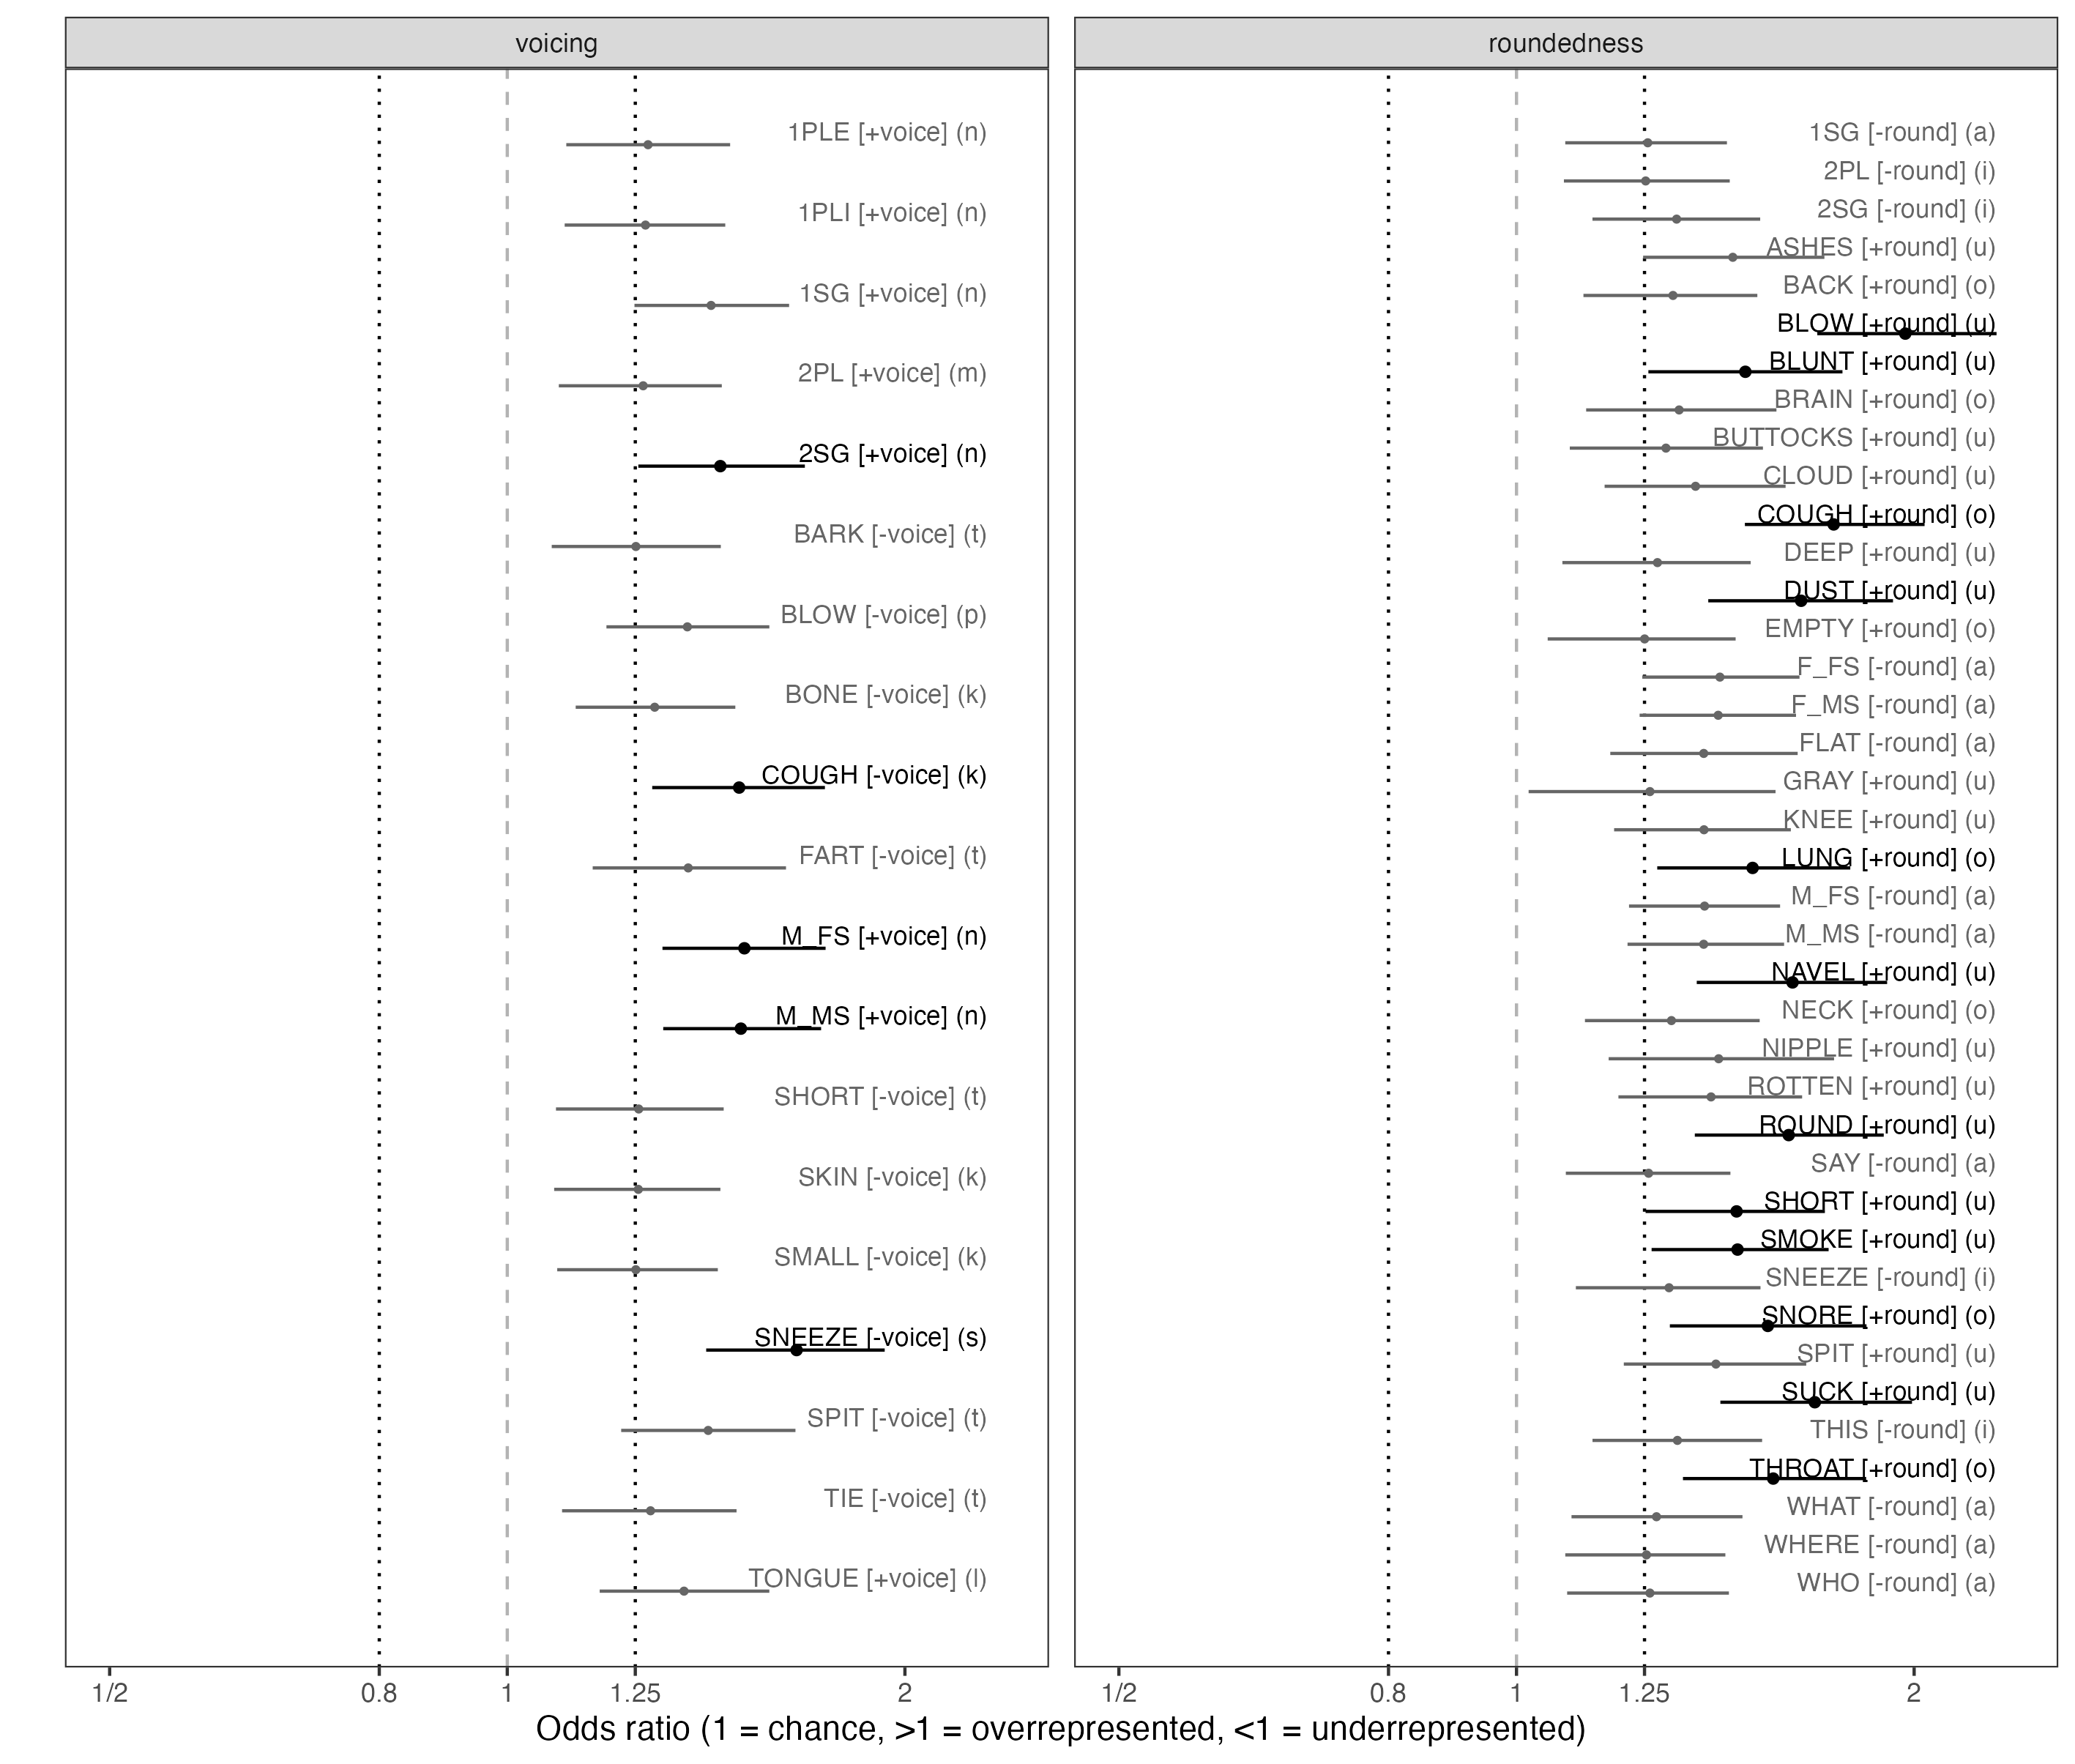 voicing
1PLE [+voice] (n)
1PLI [+voice] (n)
1SG [+voice] (n)
2PL [+voice] (m)
2SG [+voice] (n)
BARK [-voice] (t)
BLOW [-voice] (p)
BONE [-voice] (k)
COUGH [-voice] (k)
FART [-voice] (t)
M_FS [+voice] (n)
M_MS [+voice] (n)
SHORT [-voice] (t)
SKIN [-voice] (k)
SMALL [-voice] (k)
SNEEZE [-voice] (s)
SPIT [-voice] (t)
TIE [-voice] (t)
TONGUE [+voice] (l)
1/2 0.8 1 1.25 2
roundedness
1SG [-round] (a)
2PL [-round] (i)
2SG [-round] (i)
ASHES [+round] (u)
BACK [+round] (o)
BLOW [+round] (u)
BLUNT [+round] (u)
BRAIN [+round] (o)
BUTTOCKS [+round] (u)
CLOUD [+round] (u)
COUGH [+round] (o)
DEEP [+round] (u)
DUST [+round] (u)
EMPTY [+round] (o)
F_FS [-round] (a)
F_MS [-round] (a)
FLAT [-round] (a)
GRAY [+round] (u)
KNEE [+round] (u)
LUNG [+round] (o)
M_FS [-round] (a)
M_MS [-round] (a)
NAVEL [+round] (u)
NECK [+round] (o)
NIPPLE [+round] (u)
ROTTEN [+round] (u)
ROUND [+round] (u)
SAY [-round] (a)
SHORT [+round] (u)
SMOKE [+round] (u)
SNEEZE [-round] (i)
SNORE [+round] (o)
SPIT [+round] (u)
SUCK [+round] (u)
THIS [-round] (i)
THROAT [+round] (o)
WHAT [-round] (a)
WHERE [-round] (a)
WHO [-round] (a)
1/2 0.8 1 1.25 2
Odds ratio (1 = chance, >1 = overrepresented, <1 = underrepresented)